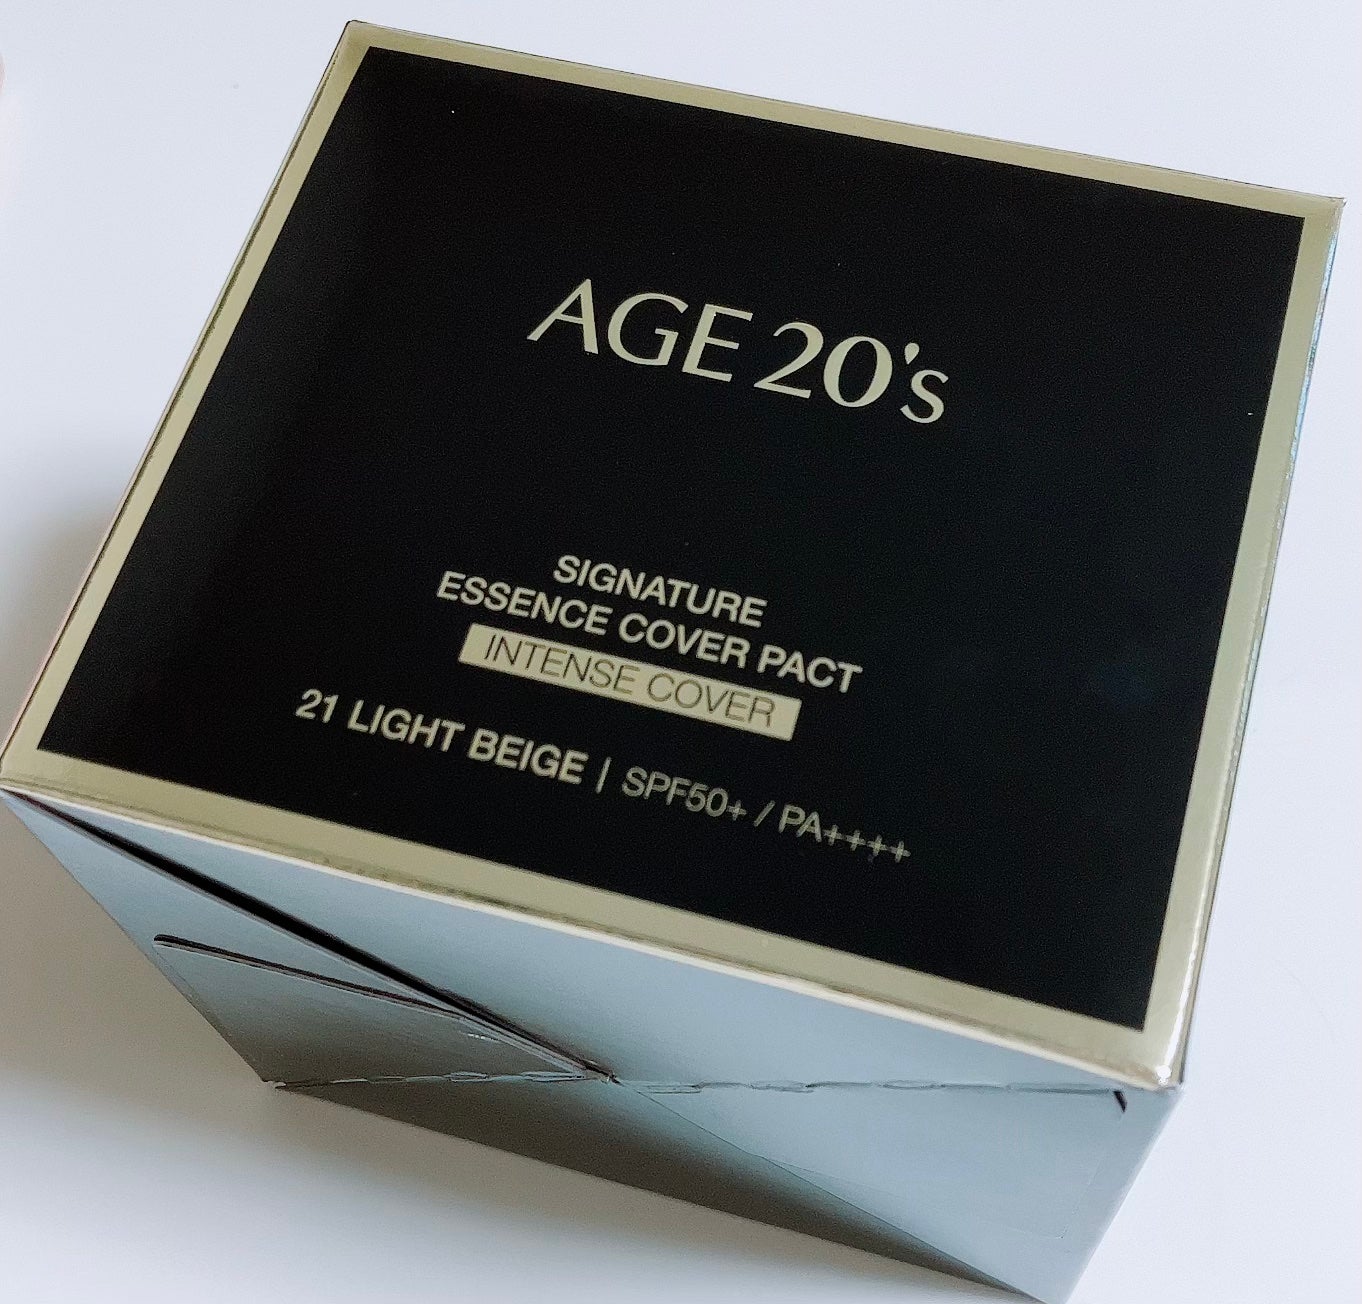 AGE 20's
SIGNATURE
ESSENCE COVER PACT
INTENSE COVER
21 LIGHT BEIGE | SPF50+ / PA++++